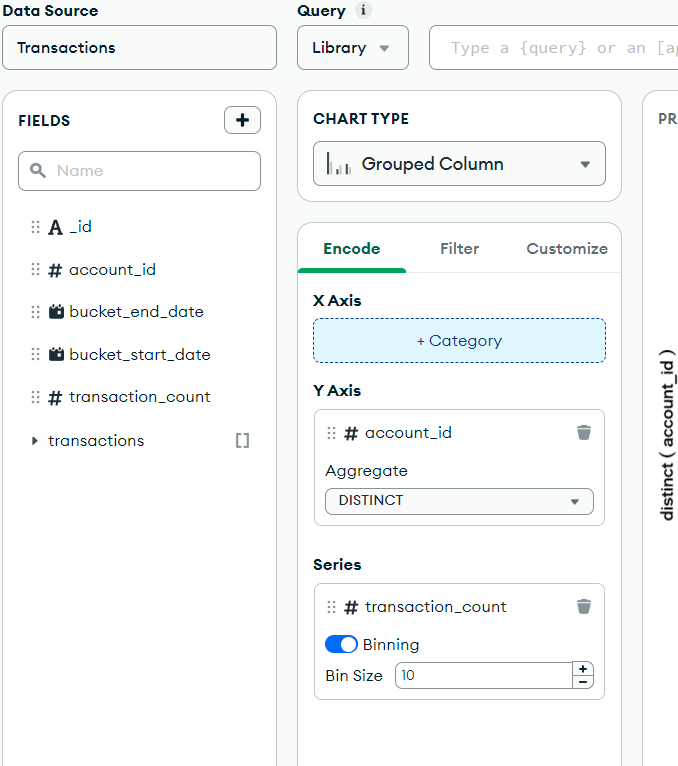 Data Source
Transactions
Query i
Library
Type a {query} or an [ag
FIELDS
+
Name
A _id
# account_id
bucket_end_date
bucket_start_date
# transaction_count
transactions []
CHART TYPE
Grouped Column
Encode Filter Customize
X Axis
+ Category
Y Axis
# account_id
Aggregate
DISTINCT
Series
# transaction_count
Binning
Bin Size 10 + −
PR
distinct ( account_id )